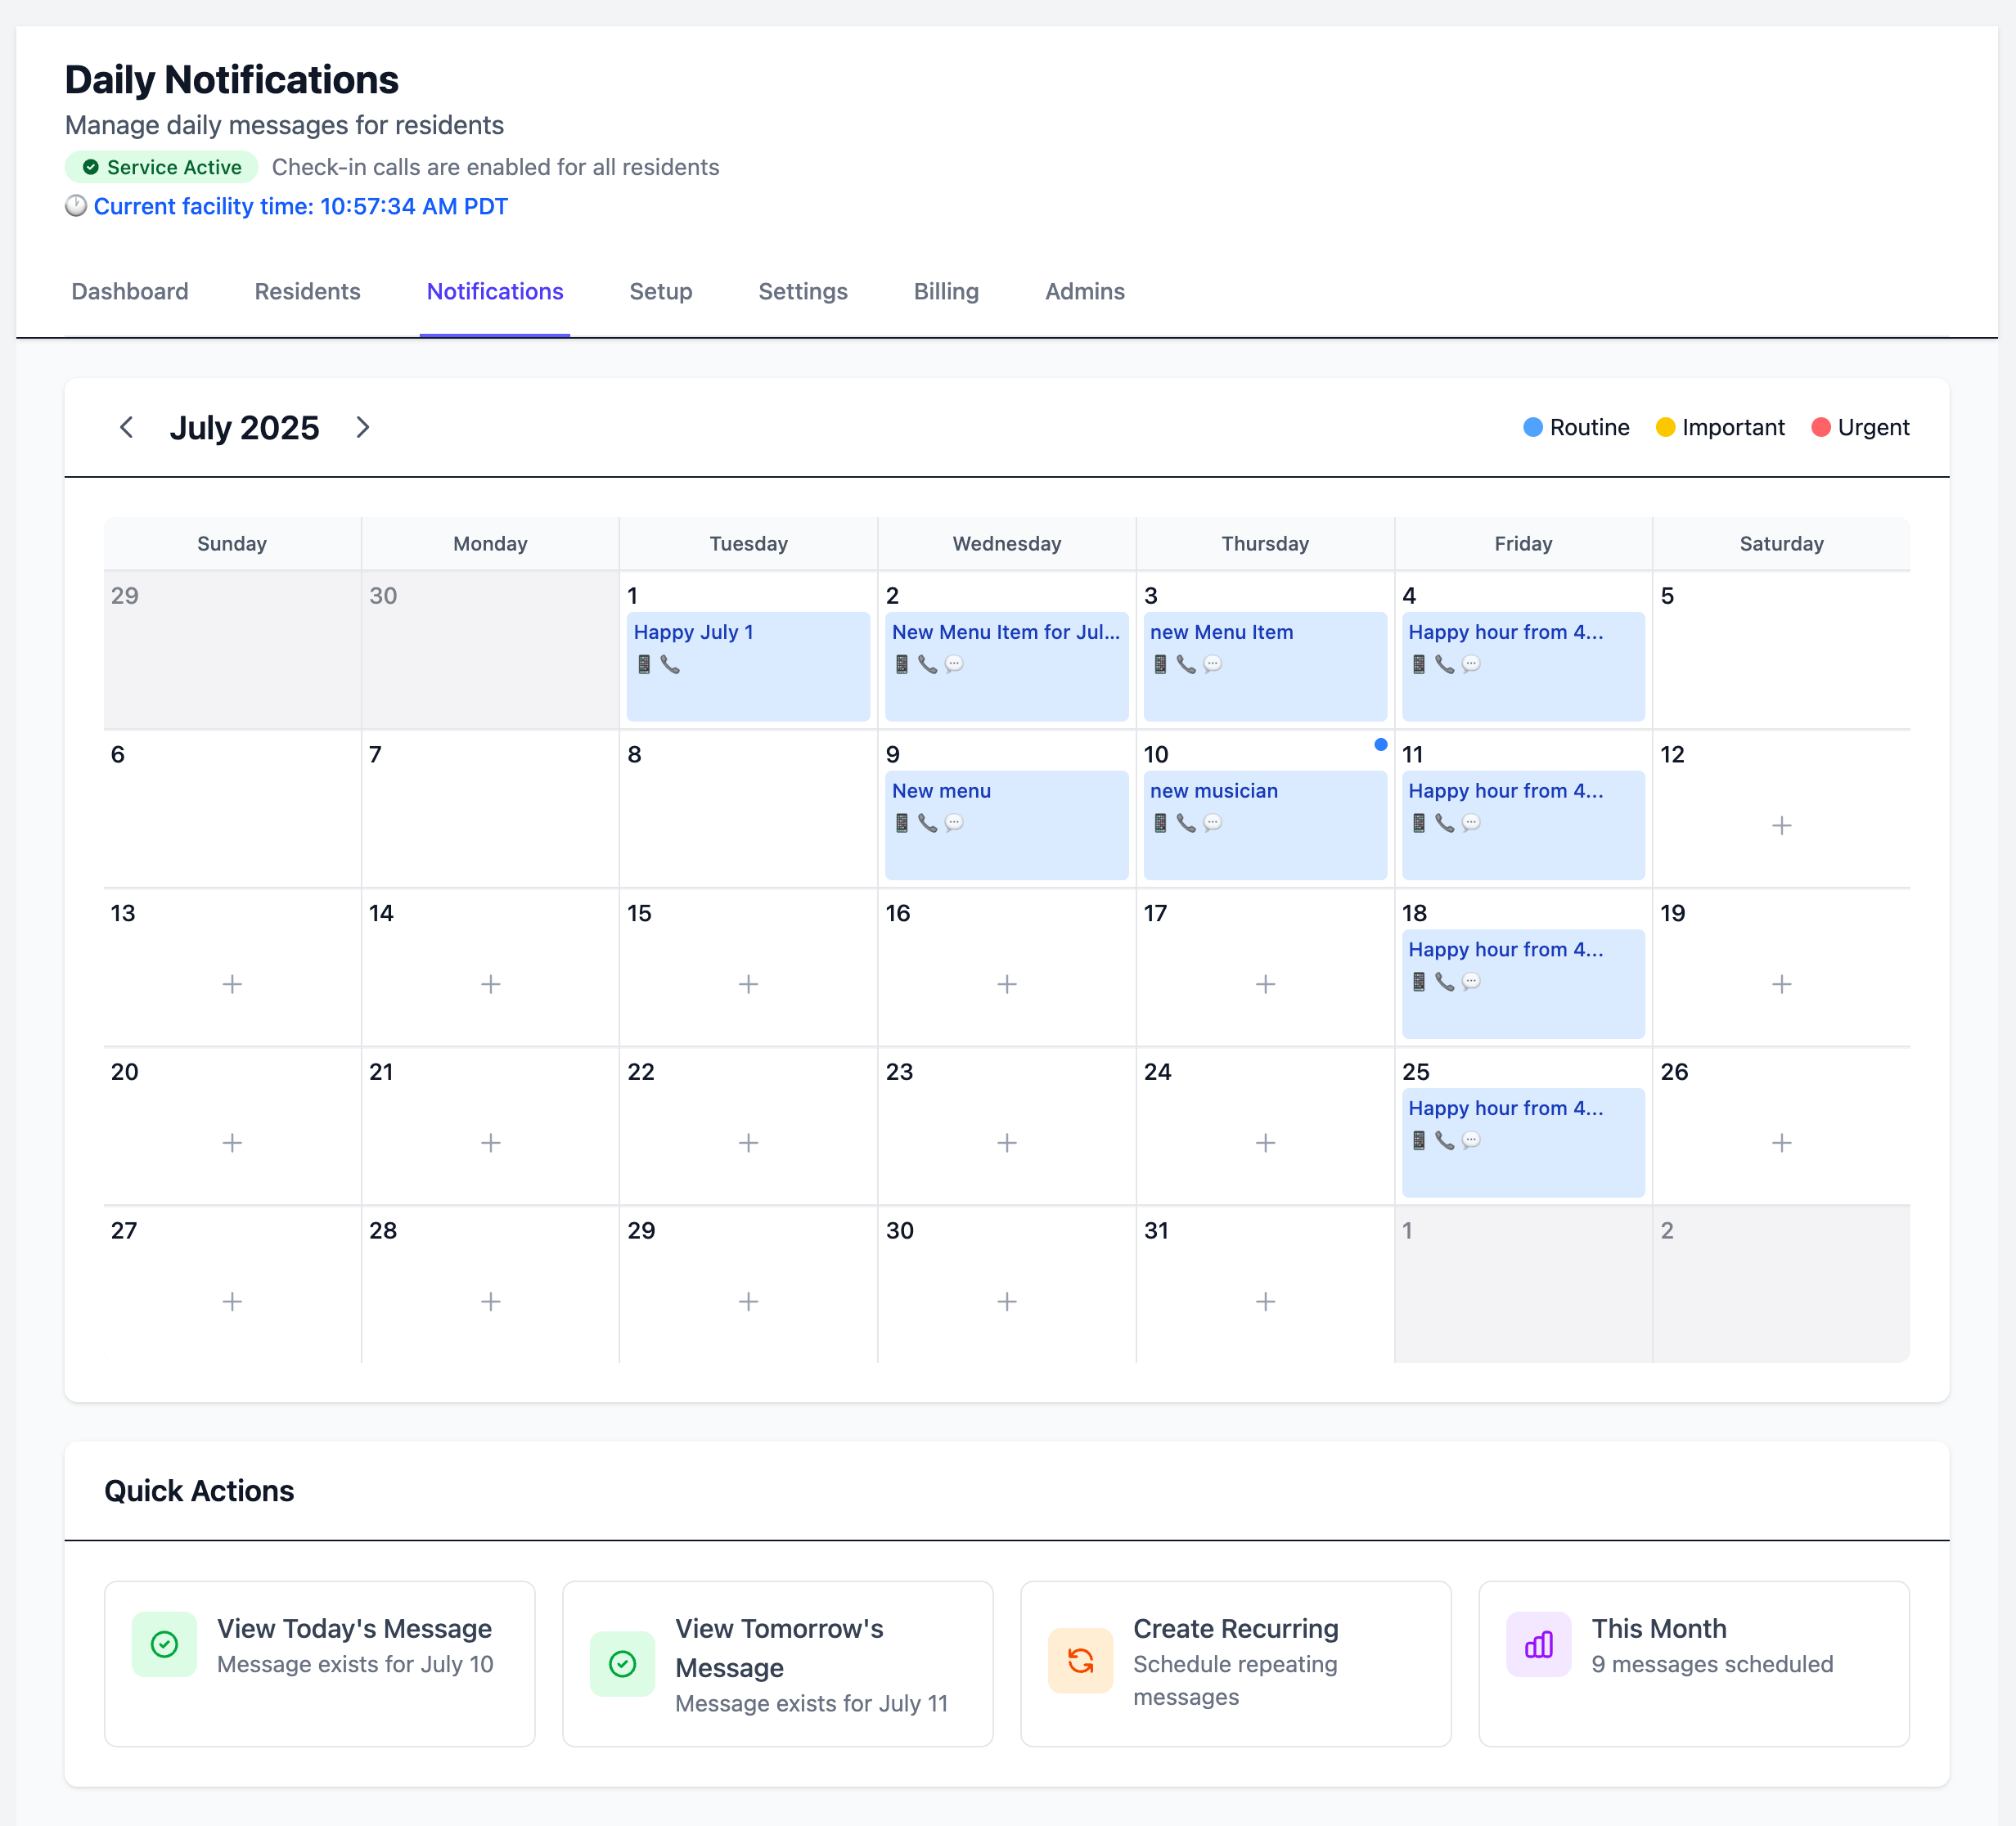 Daily Notifications
Manage daily messages for residents
Service Active Check-in calls are enabled for all residents
Current facility time: 10:57:34 AM PDT
Dashboard Residents Notifications Setup Settings Billing Admins
July 2025 Routine Important Urgent
Sunday Monday Tuesday Wednesday Thursday Friday Saturday
29 30 1 2 3 4 5
Happy July 1 New Menu Item for Jul... new Menu Item Happy hour from 4...
6 7 8 9 10 11 12
New menu new musician Happy hour from 4...
13 14 15 16 17 18 19
Happy hour from 4...
20 21 22 23 24 25 26
Happy hour from 4...
27 28 29 30 31 1 2
Quick Actions
View Today's Message
Message exists for July 10
View Tomorrow's
Message
Message exists for July 11
Create Recurring
Schedule repeating
messages
This Month
9 messages scheduled